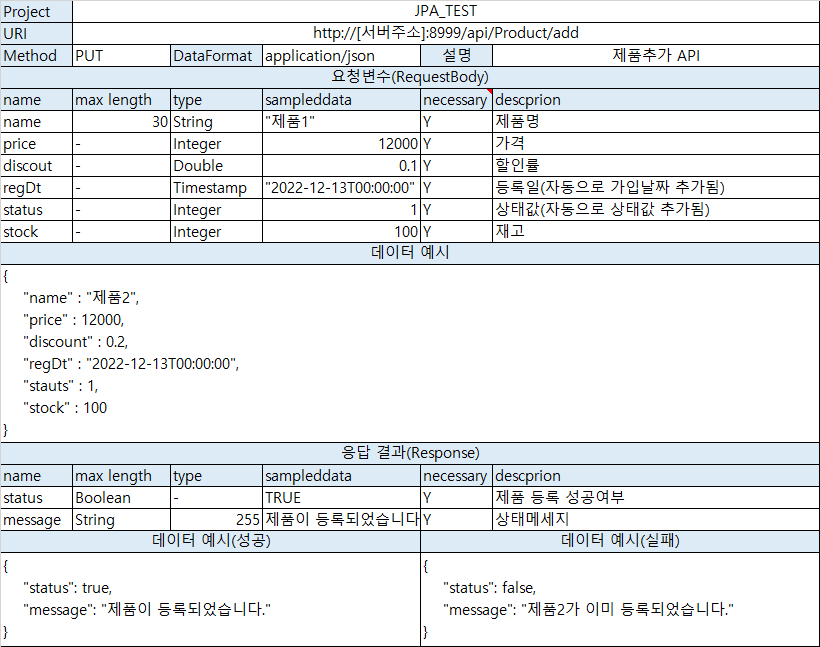 Project JPA_TEST
URI http://[서버주소]:8999/api/Product/add
Method PUT DataFormat application/json 설명 제품추가 API
요청변수(RequestBody)
name max length type sampleddata necessary descprion
name 30 String "제품1" Y 제품명
price - Integer 12000 Y 가격
discout - Double 0.1 Y 할인률
regDt - Timestamp "2022-12-13T00:00:00" Y 등록일(자동으로 가입날짜 추가됨)
status - Integer 1 Y 상태값(자동으로 상태값 추가됨)
stock - Integer 100 Y 재고
데이터 예시
{
"name" : "제품2",
"price" : 12000,
"discount" : 0.2,
"regDt" : "2022-12-13T00:00:00",
"stauts" : 1,
"stock" : 100
}
응답 결과(Response)
name max length type sampleddata necessary descprion
status Boolean - TRUE Y 제품 등록 성공여부
message String 255 제품이 등록되었습니다 Y 상태메세지
데이터 예시(성공) 데이터 예시(실패)
{ {
"status": true, "status": false,
"message": "제품이 등록되었습니다." "message": "제품2가 이미 등록되었습니다."
} }